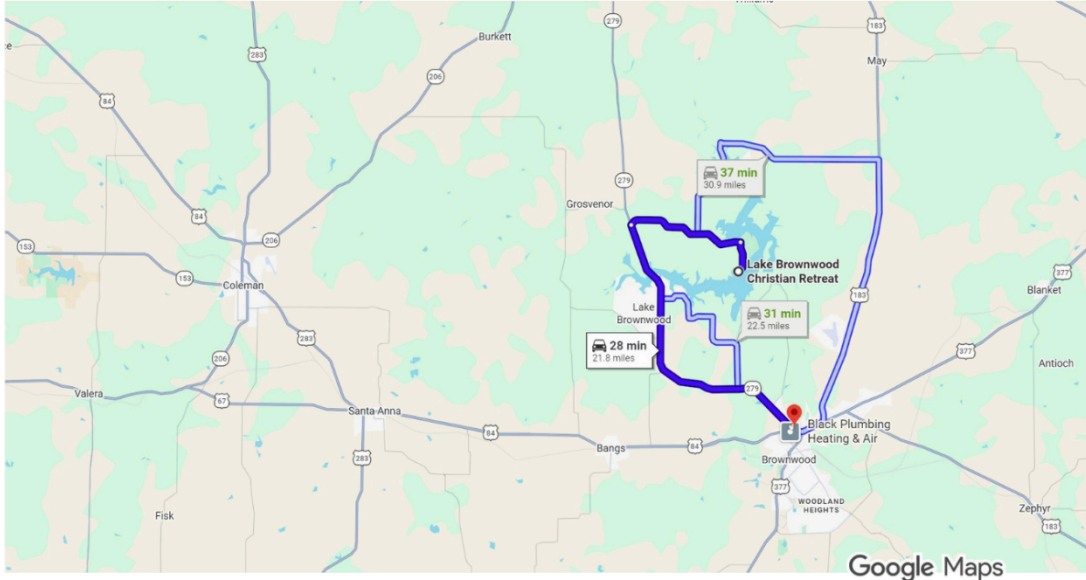 Williams
279
183
Burkett
283
84
206
May
37 min
30.9 miles
279
Grosvenor
84
206
153
153
Coleman
Lake Brownwood
Christian Retreat
377
Blanket
183
Lake
Brownwood
31 min
22.5 miles
283
28 min
21.8 miles
206
Antioch
377
Valera
67
279
Santa Anna
84
Black Plumbing
Heating & Air
Bangs
84
Brownwood
283
377
WOODLAND
HEIGHTS
Fisk
Zephyr
183
Google Maps